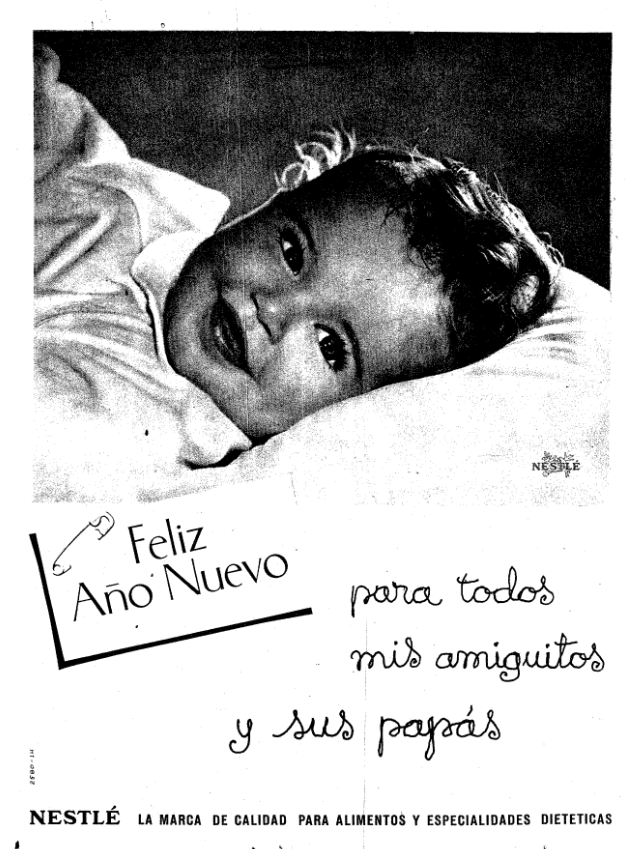 NESTLÉ
Feliz
Año Nuevo
para todos
mis amiguitos
y sus papás
NESTLÉ LA MARCA DE CALIDAD PARA ALIMENTOS Y ESPECIALIDADES DIETETICAS